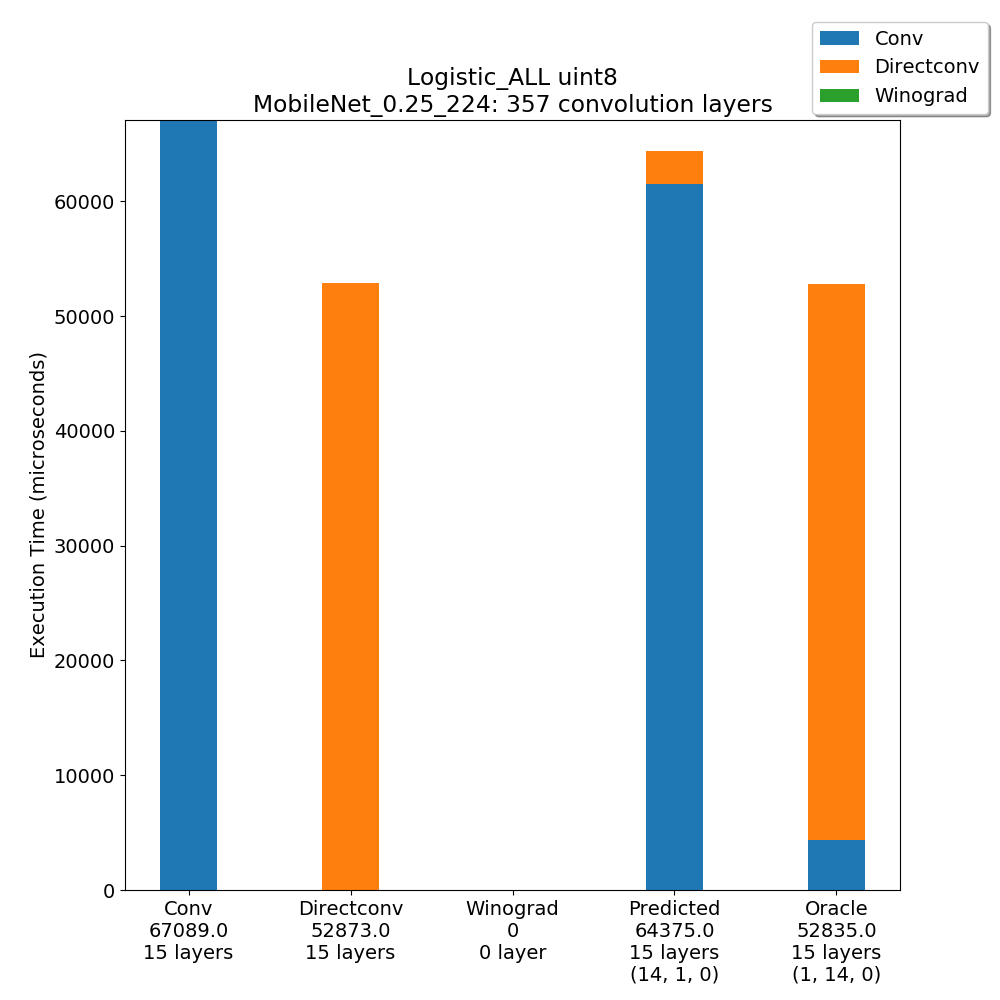 Conv
Directconv
Winograd
Logistic_ALL uint8
MobileNet_0.25_224: 357 convolution layers
Execution Time (microseconds)
60000
50000
40000
30000
20000
10000
0
Conv
67089.0
15 layers
Directconv
52873.0
15 layers
Winograd
0
0 layer
Predicted
64375.0
15 layers
(14, 1, 0)
Oracle
52835.0
15 layers
(1, 14, 0)